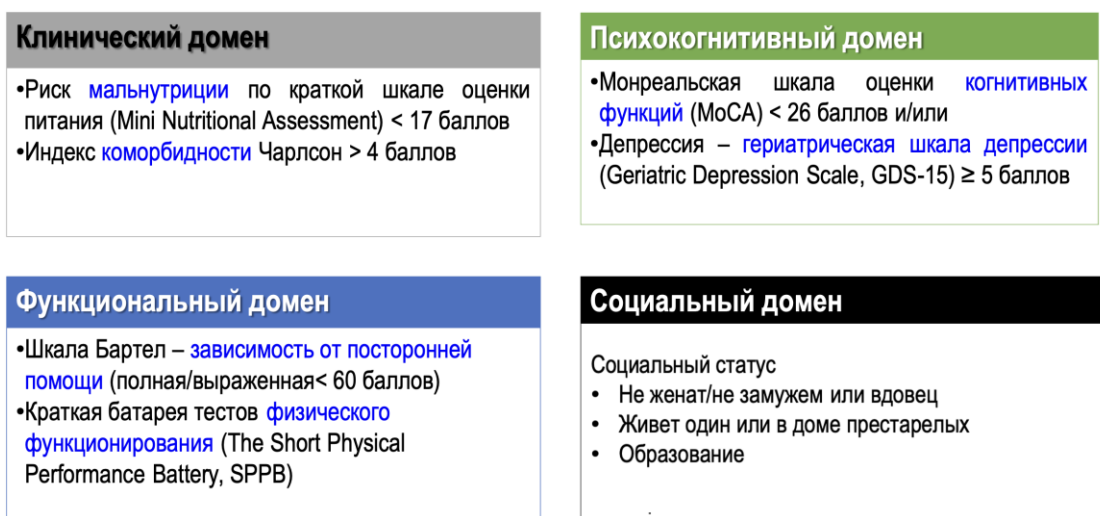 Клинический домен
•Риск мальнутриции по краткой шкале оценки
питания (Mini Nutritional Assessment) < 17 баллов
•Индекс коморбидности Чарлсон > 4 баллов
Психокогнитивный домен
•Монреальская шкала оценки когнитивных
функций (MoCA) < 26 баллов и/или
•Депрессия – гериатрическая шкала депрессии
(Geriatric Depression Scale, GDS-15) ≥ 5 баллов
Функциональный домен
•Шкала Бартел – зависимость от посторонней
помощи (полная/выраженная< 60 баллов)
•Краткая батарея тестов физического
функционирования (The Short Physical
Performance Battery, SPPB)
Социальный домен
Социальный статус
• Не женат/не замужем или вдовец
• Живет один или в доме престарелых
• Образование